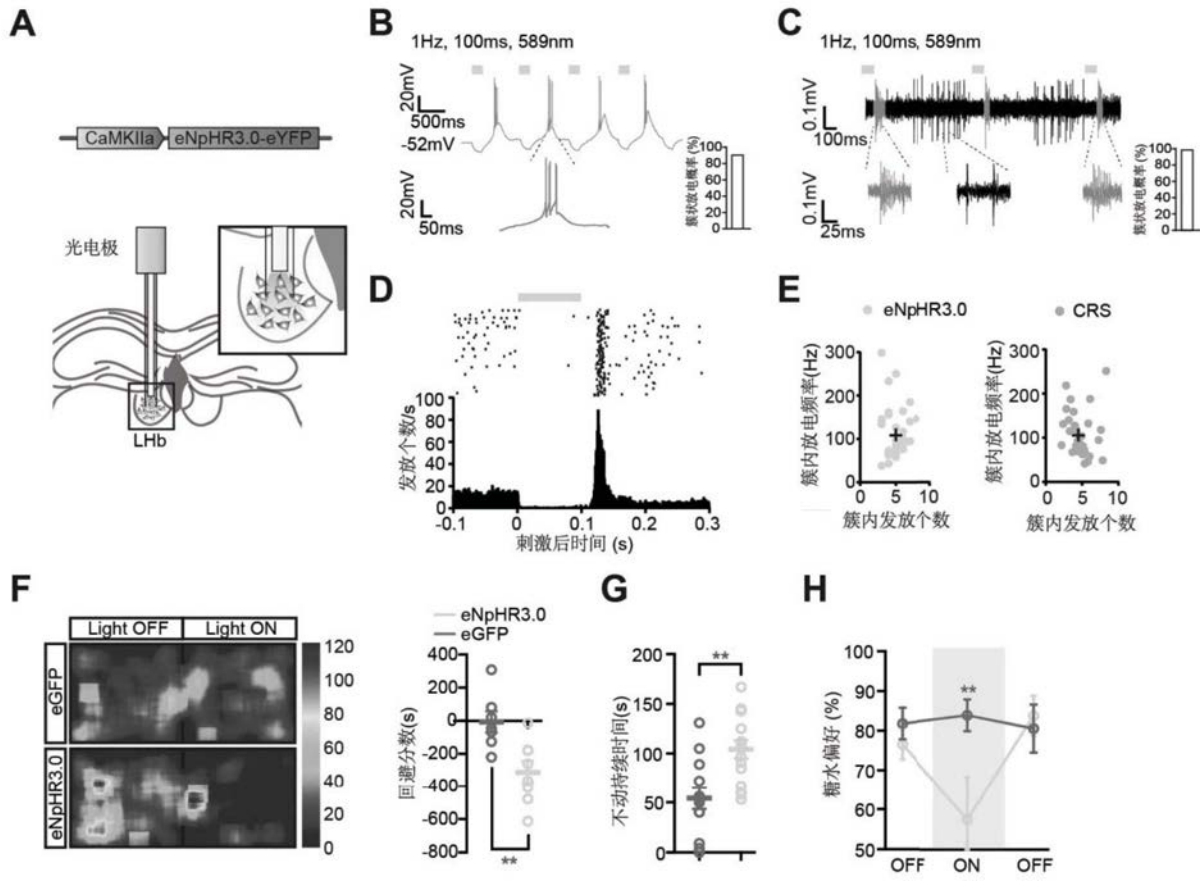 A
CaMKIIa
eNpHR3.0-eYFP
光电极
LHb
B
1Hz, 100ms, 589nm
20mV
500ms
-52mV
20mV
50ms
簇状放电概率(%)
100
80
60
40
20
0
C
1Hz, 100ms, 589nm
0.1mV
100ms
0.1mV
25ms
簇状放电概率(%)
100
80
60
40
20
0
D
发放个数/s
100
80
60
40
20
0
-0.1 0 0.1 0.2 0.3
刺激后时间 (s)
E
eNpHR3.0
簇内放电频率(Hz)
300
200
100
0
0 5 10
簇内发放个数
CRS
簇内放电频率(Hz)
300
200
100
0
0 5 10
簇内发放个数
F
Light OFF Light ON
eGFP
eNpHR3.0
120
100
80
60
40
20
0
eNpHR3.0
eGFP
回避分数(s)
400
200
0
-200
-400
-600
-800
**
G
不动持续时间(s)
200
150
100
50
0
**
H
糖水偏好 (%)
100
90
80
70
60
50
**
OFF ON OFF